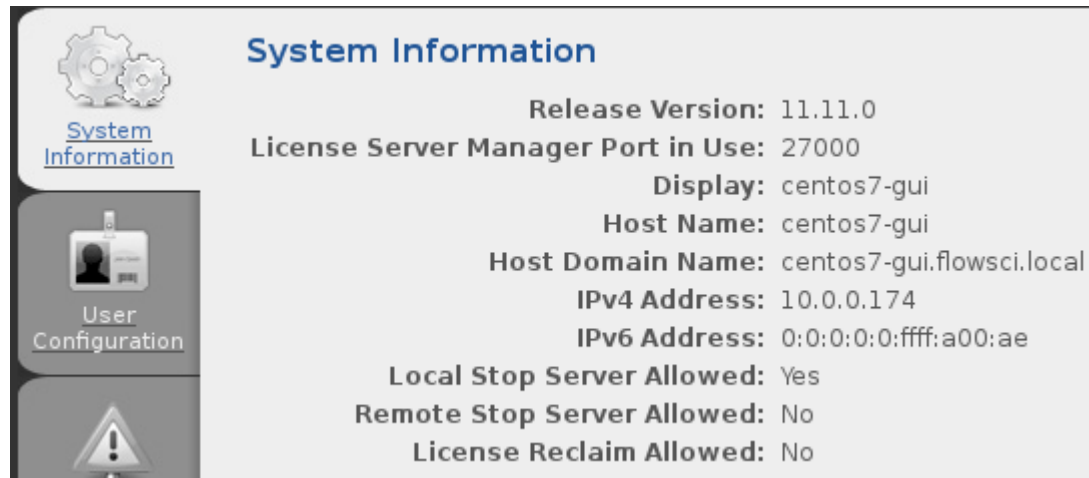 System
Information
User
Configuration
System Information
Release Version: 11.11.0
License Server Manager Port in Use: 27000
Display: centos7-gui
Host Name: centos7-gui
Host Domain Name: centos7-gui.flowsci.local
IPv4 Address: 10.0.0.174
IPv6 Address: 0:0:0:0:0:ffff:a00:ae
Local Stop Server Allowed: Yes
Remote Stop Server Allowed: No
License Reclaim Allowed: No